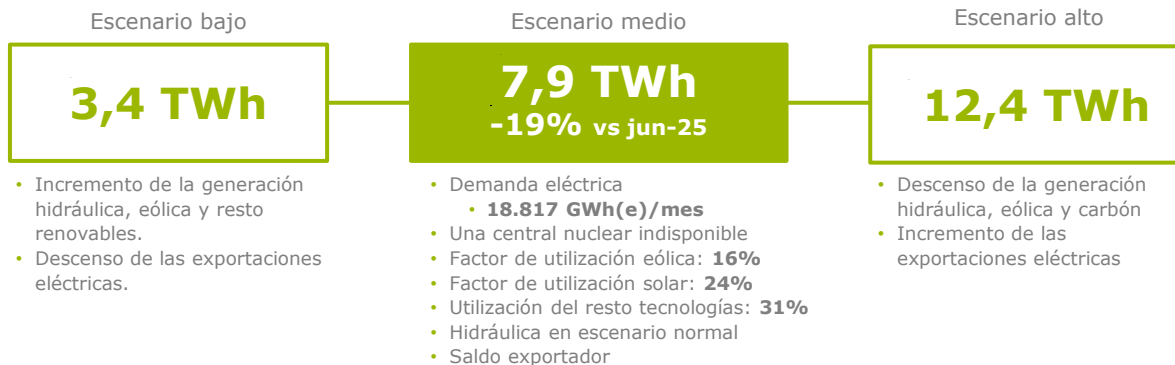 Escenario bajo
3,4 TWh
• Incremento de la generación
hidráulica, eólica y resto
renovables.
• Descenso de las exportaciones
eléctricas.
Escenario medio
7,9 TWh
-19% vs jun-25
• Demanda eléctrica
• 18.817 GWh(e)/mes
• Una central nuclear indisponible
• Factor de utilización eólica: 16%
• Factor de utilización solar: 24%
• Utilización del resto tecnologías: 31%
• Hidráulica en escenario normal
• Saldo exportador
Escenario alto
12,4 TWh
• Descenso de la generación
hidráulica, eólica y carbón
• Incremento de las
exportaciones eléctricas